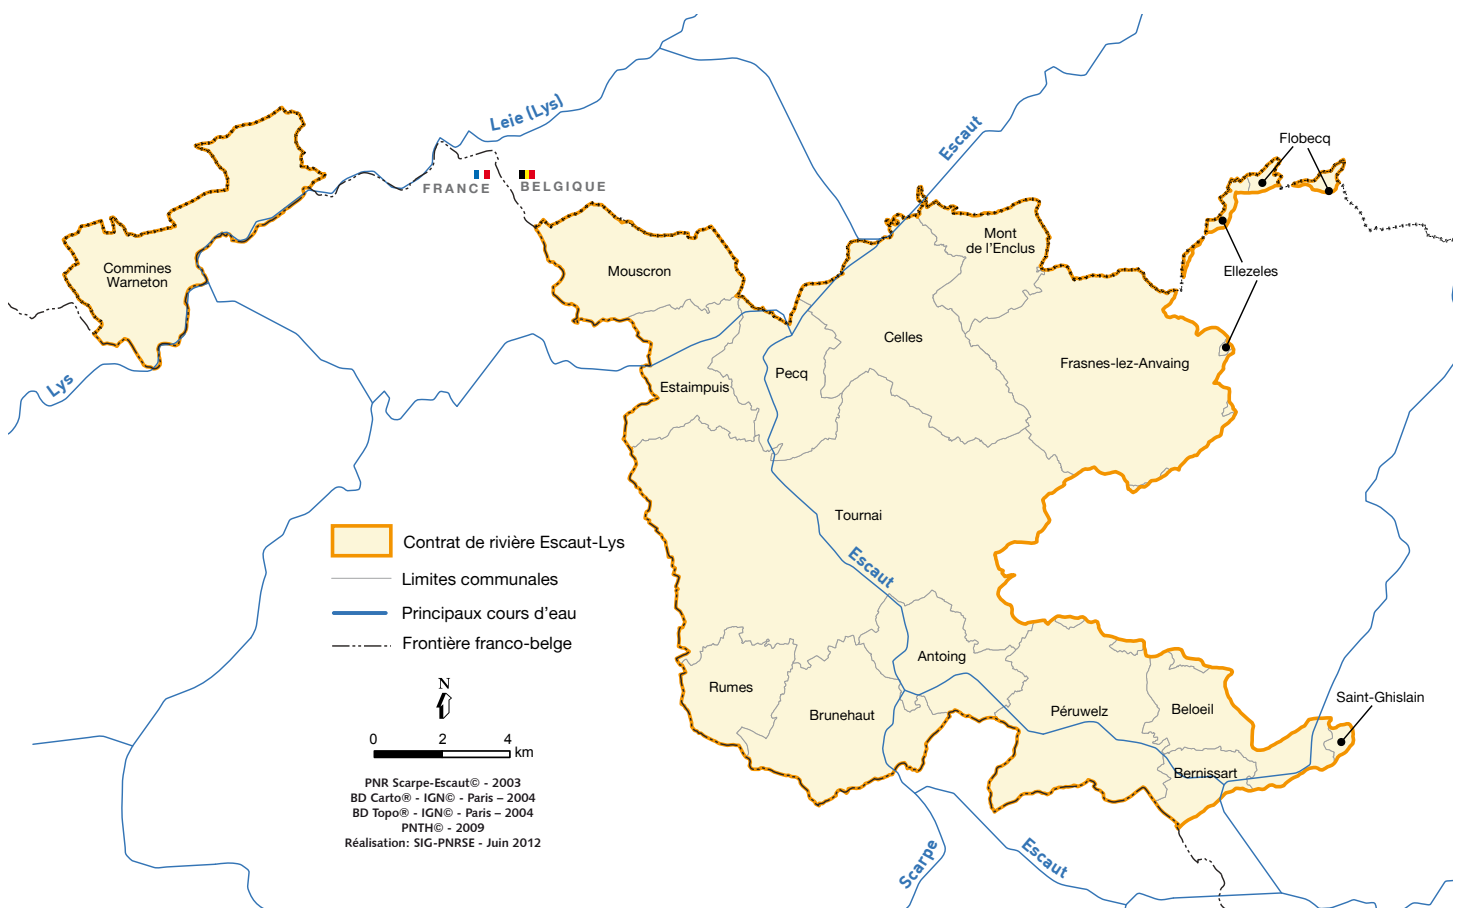 Leie (Lys)
Escaut
Flobecq
FRANCE
BELGIQUE
Mont
de l'Enclus
Commines
Warneton
Mouscron
Ellezeles
Celles
Frasnes-lez-Anvaing
Pecq
Estaimpuis
Lys
Tournai
Contrat de rivière Escaut-Lys
Escaut
Limites communales
Principaux cours d'eau
Frontière franco-belge
Antoing
Rumes
Saint-Ghislain
Brunehaut
Péruwelz
Beloeil
N
0 2 4
km
Bernissart
PNR Scarpe-Escaut© - 2003
BD Carto® - IGN© - Paris – 2004
BD Topo® - IGN© - Paris – 2004
PNTH© - 2009
Réalisation: SIG-PNRSE - Juin 2012
Scarpe
Escaut